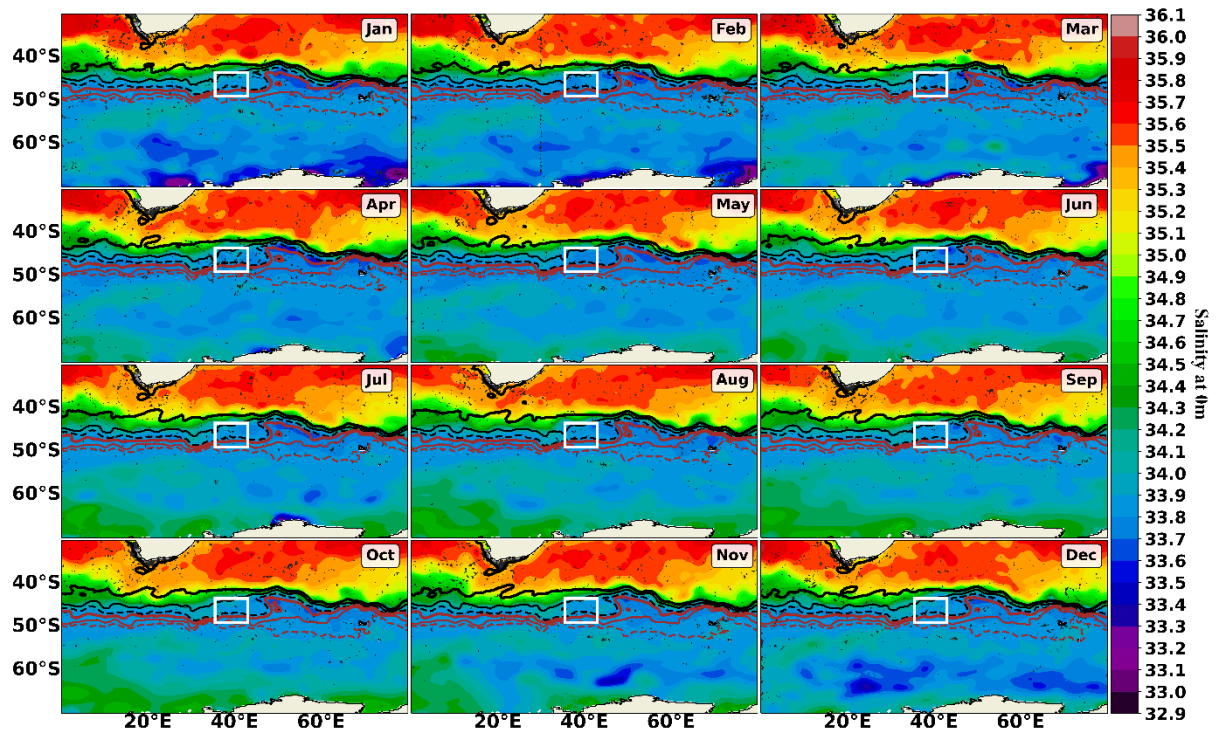 Jan
Feb
Mar
40°S
50°S
60°S
Apr
May
Jun
40°S
50°S
60°S
Jul
Aug
Sep
40°S
50°S
60°S
Oct
Nov
Dec
40°S
50°S
60°S
20°E 40°E 60°E
20°E 40°E 60°E
20°E 40°E 60°E
36.1
36.0
35.9
35.8
35.7
35.6
35.5
35.4
35.3
35.2
35.1
35.0
34.9
34.8
34.7
34.6
34.5
34.4
34.3
34.2
34.1
34.0
33.9
33.8
33.7
33.6
33.5
33.4
33.3
33.2
33.1
33.0
32.9
Salinity at 0m